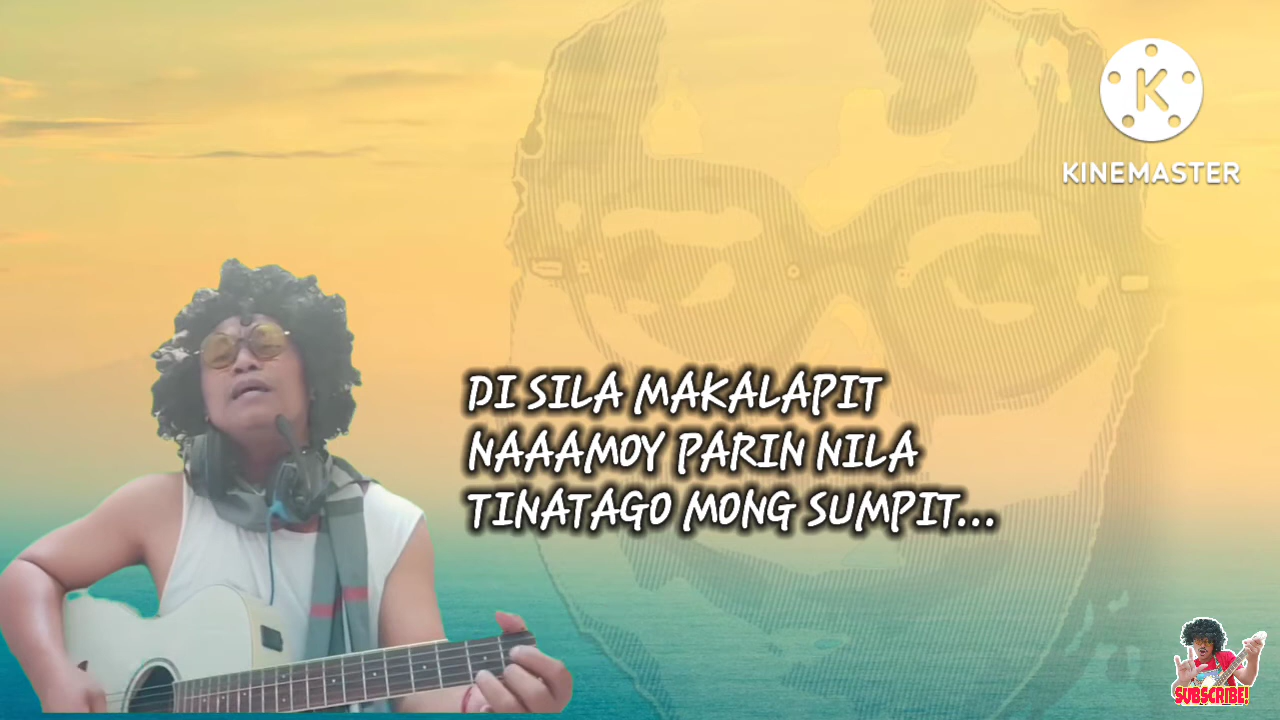 K
KINEMASTER
DI SILA MAKALAPIT
NAAAMOY PARIN NILA
TINATAGO MONG SUMPIT...
SUBSCRIBE!